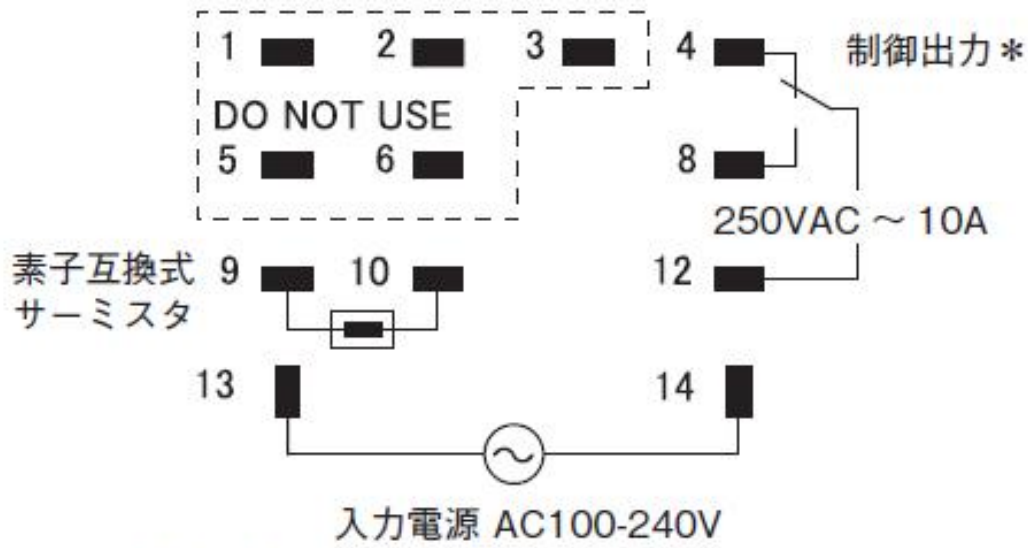 1 2 3 4 制御出力＊
DO NOT USE
5 6 8
250VAC ～ 10A
素子互換式 9 10 12
サーミスタ
13 14
入力電源 AC100-240V